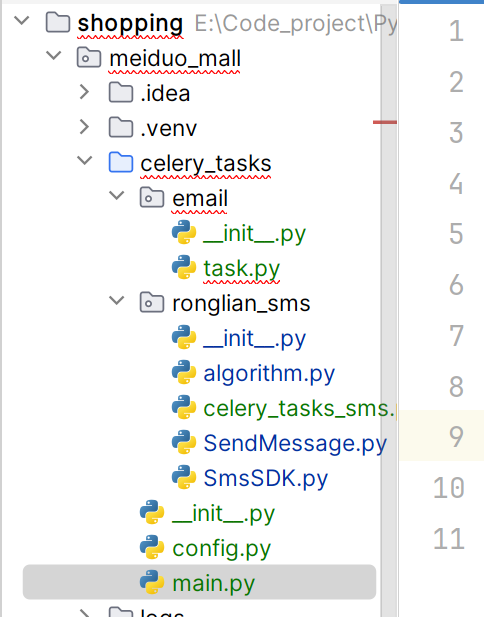 shopping E:\Code_project\Py
meiduo_mall
.idea
.venv
celery_tasks
email
__init__.py
task.py
ronglian_sms
__init__.py
algorithm.py
celery_tasks_sms.
SendMessage.py
SmsSDK.py
__init__.py
config.py
main.py
logs
1
2
3
4
5
6
7
8
9
10
11